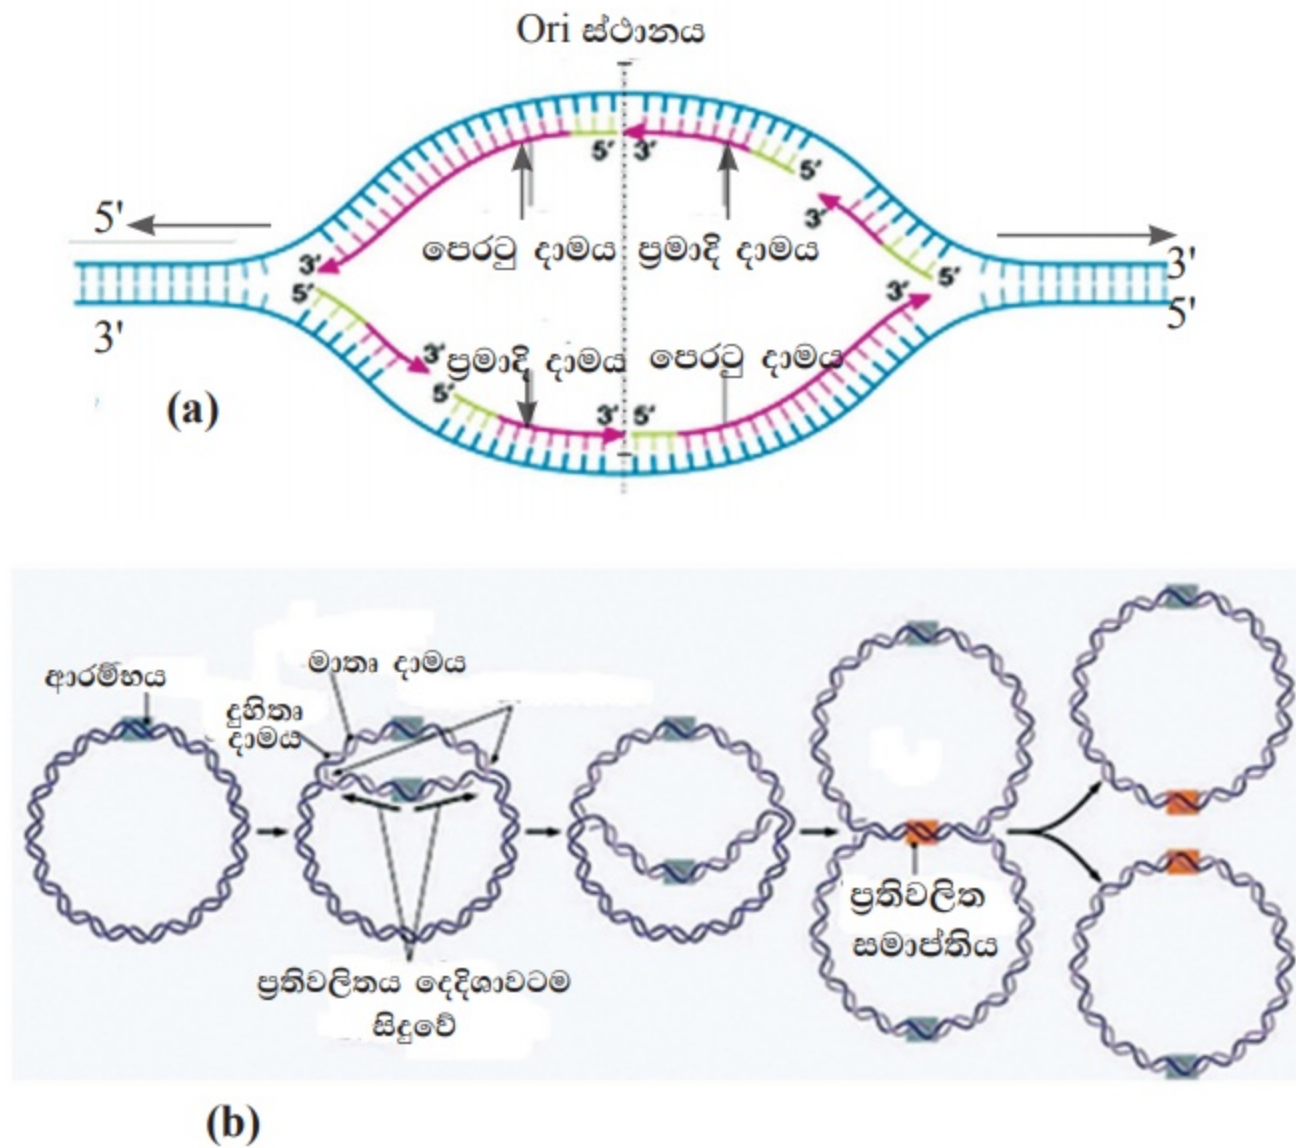 Ori ස්ථානය
5' 3'
5'
3' 3'
5'
පෙරටු දාමය ප්‍රමාදි දාමය
3' 5' 3'
5' 3' 5'
3'
3' ප්‍රමාදි දාමය පෙරටු දාමය
5'
3' 5'
(a)
ආරම්භය
මාතෘ දාමය
දුහිතෘ
දාමය
ප්‍රතිවලිතය දෙදිශාවටම
සිදුවේ
ප්‍රතිවලිත
සමාප්තිය
(b)